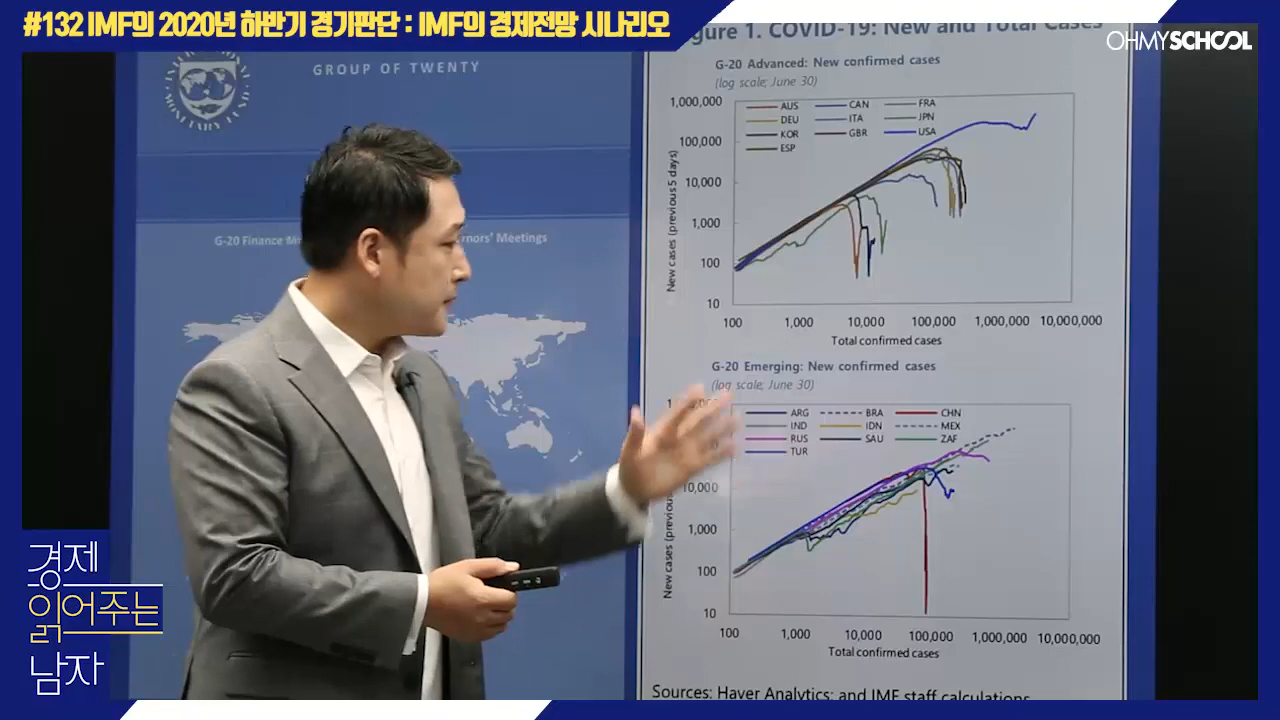 #132 IMF의 2020년 하반기 경기판단 : IMF의 경제전망 시나리오
OHMYSCHOOL
GROUP OF TWENTY
G-20 Finance
Meetings
Figure 1. COVID-19: New and Total Cases
G-20 Advanced: New confirmed cases
(log scale; June 30)
1,000,000
100,000
10,000
1,000
100
10
AUS CAN FRA
DEU ITA JPN
KOR GBR USA
ESP
New cases (previous 5 days)
100 1,000 10,000 100,000 1,000,000 10,000,000
Total confirmed cases
G-20 Emerging: New confirmed cases
(log scale; June 30)
10,000
1,000
100
10
ARG BRA CHN
IND IDN MEX
RUS SAU ZAF
TUR
New cases
100 1,000 10,000 100,000 1,000,000 10,000,000
Total confirmed cases
Sources: Haver Analytics; and IMF staff calculations
경제
읽어주는
남자